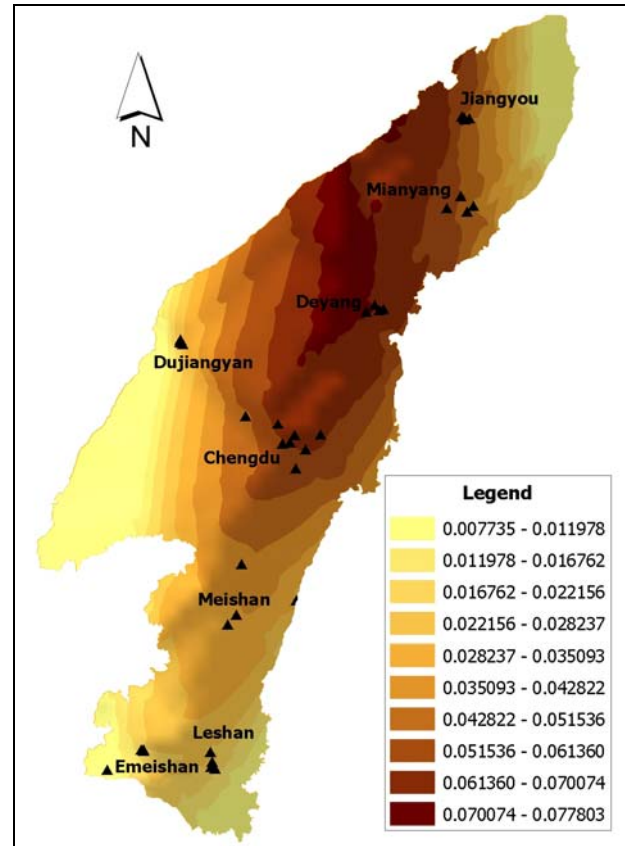 Jiangyou
N
Mianyang
Deyang
Dujiangyan
Chengdu
Legend
0.007735 - 0.011978
0.011978 - 0.016762
0.016762 - 0.022156
0.022156 - 0.028237
0.028237 - 0.035093
0.035093 - 0.042822
0.042822 - 0.051536
0.051536 - 0.061360
0.061360 - 0.070074
0.070074 - 0.077803
Meishan
Leshan
Emeishan